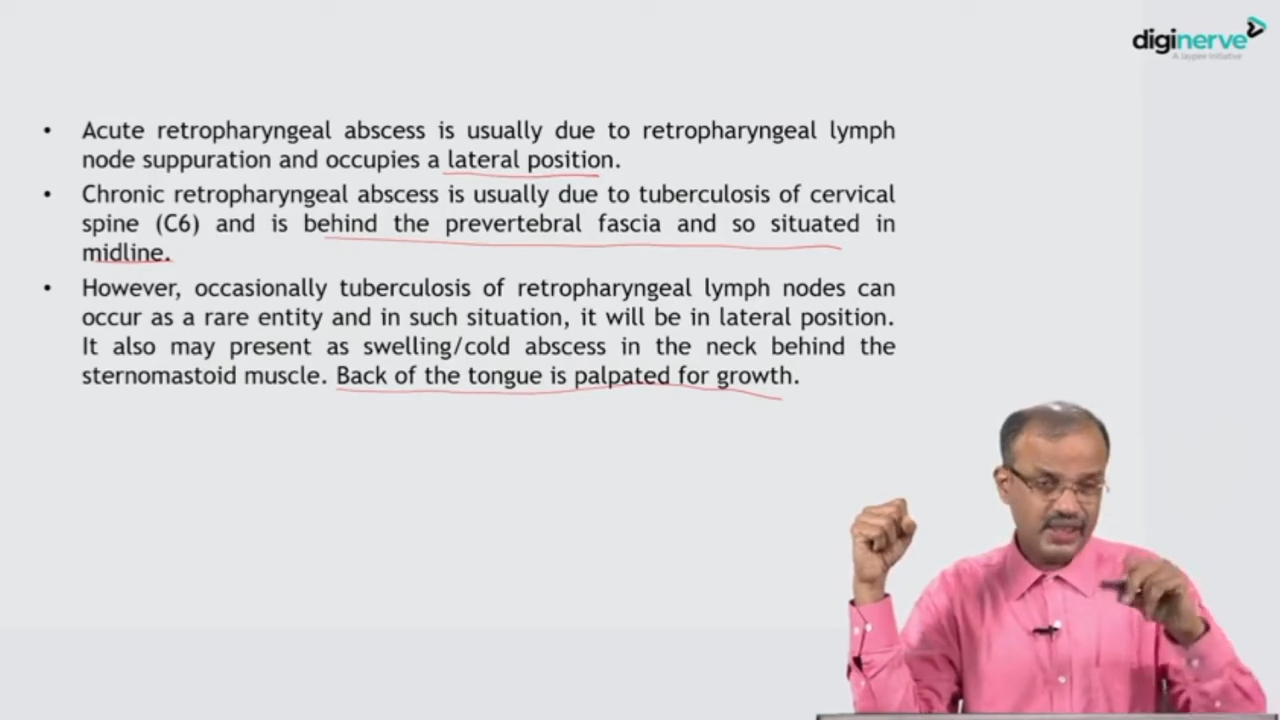 diginerve
A Jaypee Initiative
• Acute retropharyngeal abscess is usually due to retropharyngeal lymph
node suppuration and occupies a lateral position.
• Chronic retropharyngeal abscess is usually due to tuberculosis of cervical
spine (C6) and is behind the prevertebral fascia and so situated in
midline.
• However, occasionally tuberculosis of retropharyngeal lymph nodes can
occur as a rare entity and in such situation, it will be in lateral position.
It also may present as swelling/cold abscess in the neck behind the
sternomastoid muscle. Back of the tongue is palpated for growth.